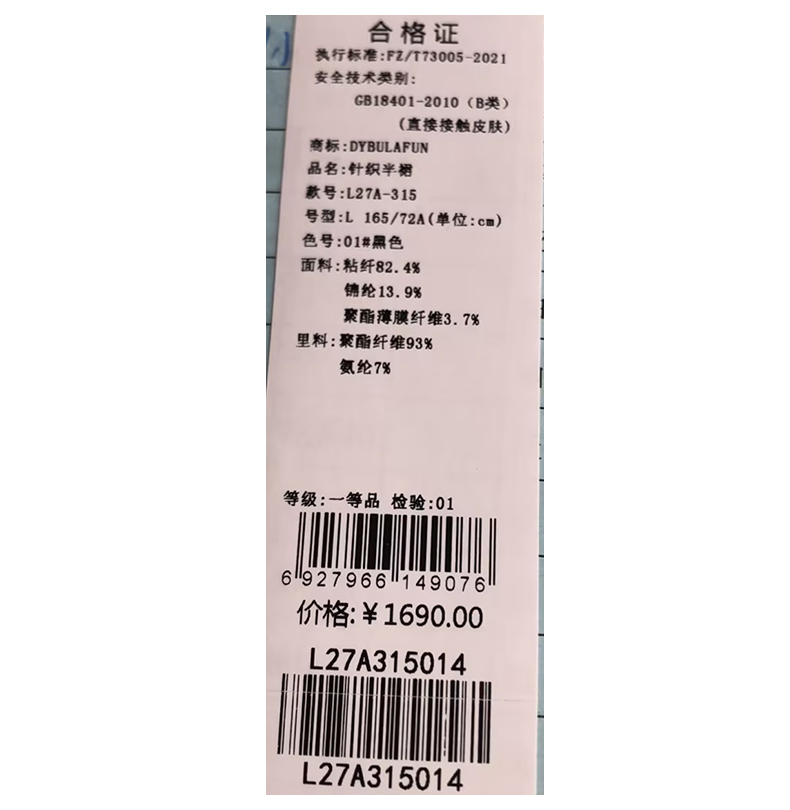 合格证
执行标准:FZ/T73005-2021
安全技术类别:
GB18401-2010（B类）
(直接接触皮肤)
商标:DYBULAFUN
品名:针织半裙
款号:L27A-315
号型:L 165/72A(单位:cm)
色号:01#黑色
面料:粘纤82.4%
锦纶13.9%
聚酯薄膜纤维3.7%
里料:聚酯纤维93%
氨纶7%
等级:一等品 检验:01
6 927966 149076
价格:¥1690.00
L27A315014
L27A315014